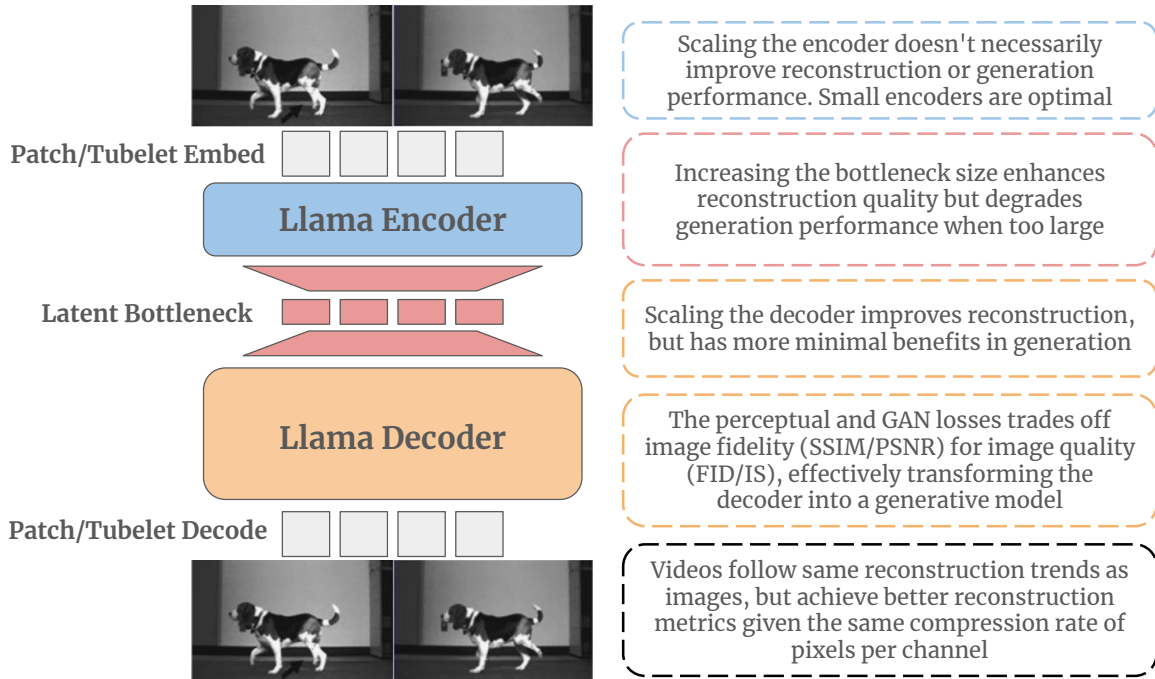 Patch/Tubelet Embed
Llama Encoder
Latent Bottleneck
Llama Decoder
Patch/Tubelet Decode
Scaling the encoder doesn't necessarily
improve reconstruction or generation
performance. Small encoders are optimal
Increasing the bottleneck size enhances
reconstruction quality but degrades
generation performance when too large
Scaling the decoder improves reconstruction,
but has more minimal benefits in generation
The perceptual and GAN losses trades off
image fidelity (SSIM/PSNR) for image quality
(FID/IS), effectively transforming the
decoder into a generative model
Videos follow same reconstruction trends as
images, but achieve better reconstruction
metrics given the same compression rate of
pixels per channel